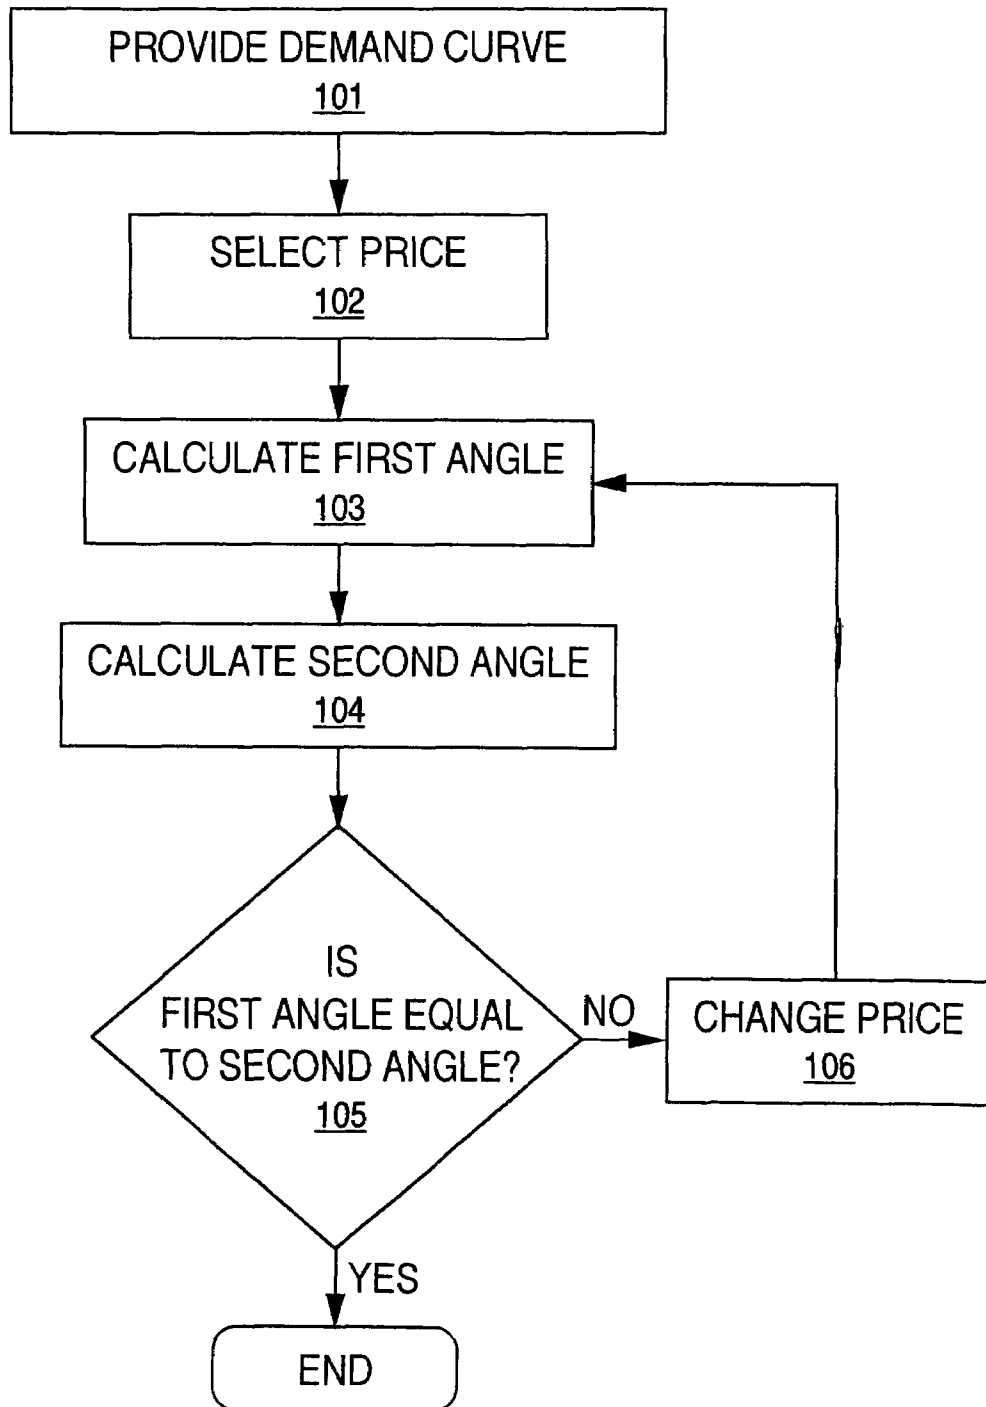 PROVIDE DEMAND CURVE
101
SELECT PRICE
102
CALCULATE FIRST ANGLE
103
CALCULATE SECOND ANGLE
104
IS
FIRST ANGLE EQUAL
TO SECOND ANGLE?
105
NO
CHANGE PRICE
106
YES
END